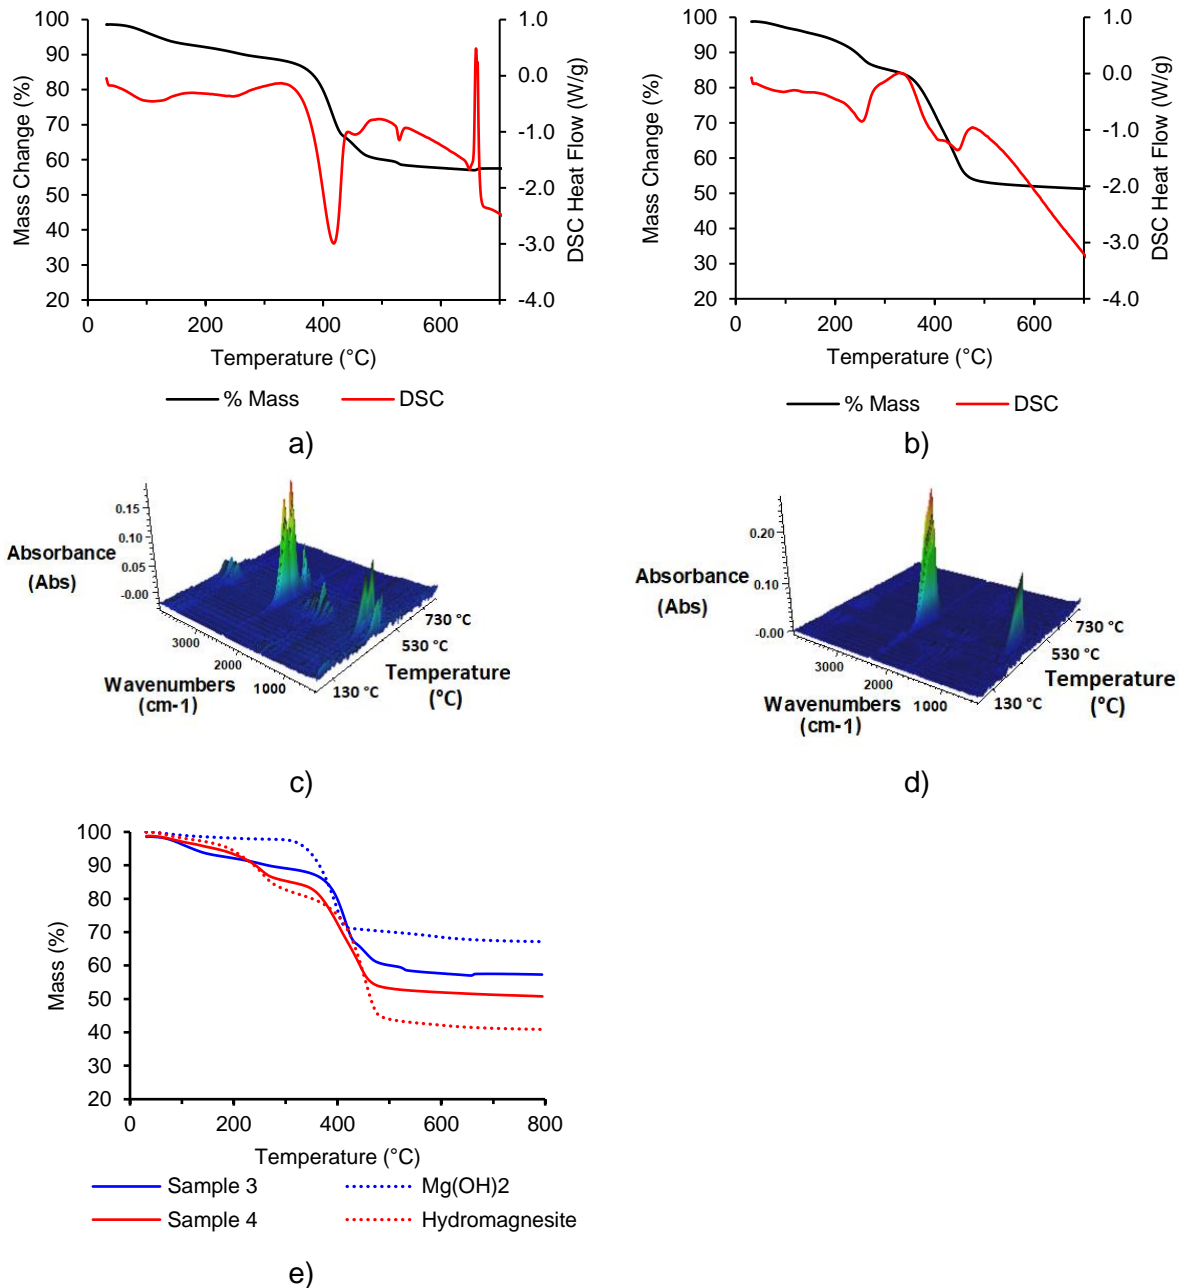 100
90
80
70
60
50
40
30
20
Mass Change (%)
1.0
0.0
-1.0
-2.0
-3.0
-4.0
DSC Heat Flow (W/g)
0 200 400 600
Temperature (°C)
% Mass DSC
a)
100
90
80
70
60
50
40
30
20
Mass Change (%)
1.0
0.0
-1.0
-2.0
-3.0
-4.0
DSC Heat Flow (W/g)
0 200 400 600
Temperature (°C)
% Mass DSC
b)
0.15
0.10
0.05
-0.00
Absorbance
(Abs)
3000
2000
1000
Wavenumbers
(cm-1)
730 °C
530 °C
130 °C
Temperature
(°C)
c)
0.20
0.10
-0.00
Absorbance
(Abs)
3000
2000
1000
Wavenumbers
(cm-1)
730 °C
530 °C
130 °C
Temperature
(°C)
d)
100
90
80
70
60
50
40
30
20
Mass (%)
0 200 400 600 800
Temperature (°C)
Sample 3 Mg(OH)2
Sample 4 Hydromagnesite
e)